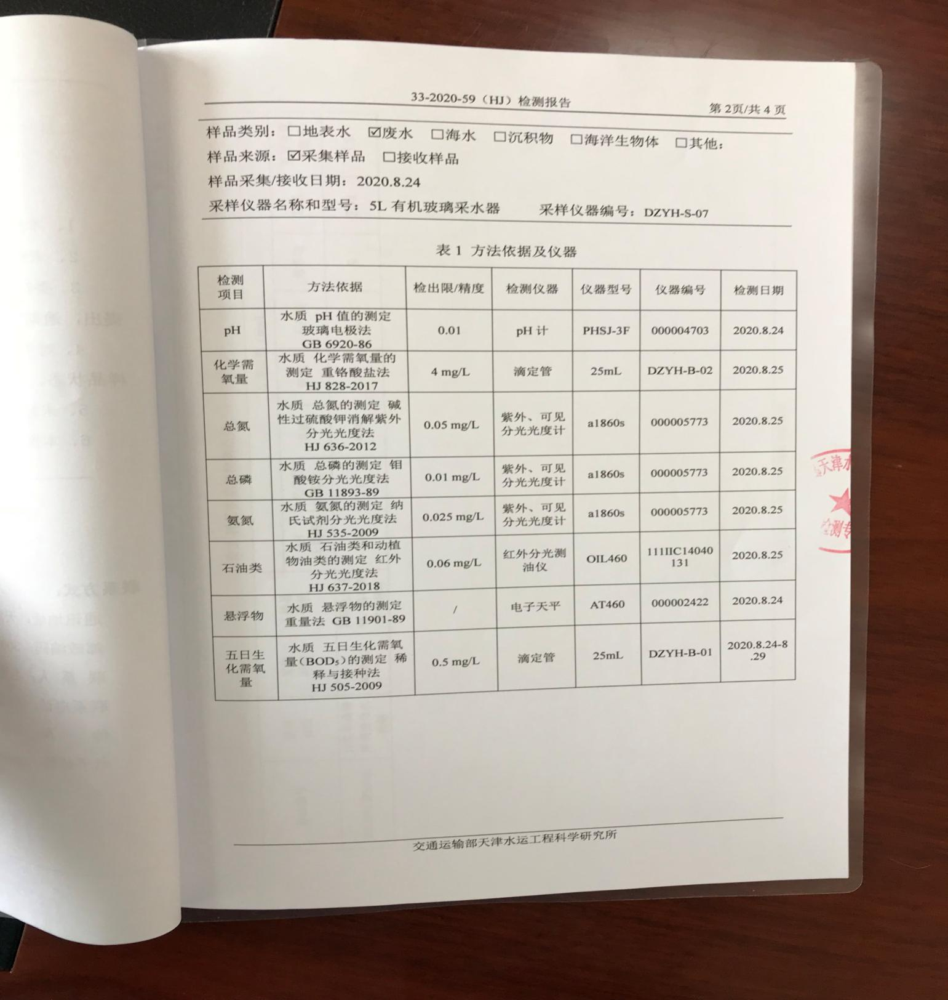 33-2020-59（HJ）检测报告
第 2页/共 4 页
样品类别：☐地表水 ☑废水 ☐海水 ☐沉积物 ☐海洋生物体 ☐其他：
样品来源：☑采集样品 ☐接收样品
样品采集/接收日期：2020.8.24
采样仪器名称和型号：5L 有机玻璃采水器 采样仪器编号：DZYH-S-07
表 1 方法依据及仪器
检测
项目
方法依据
检出限/精度
检测仪器
仪器型号
仪器编号
检测日期
pH
水质 pH 值的测定
玻璃电极法
GB 6920-86
0.01
pH 计
PHSJ-3F
000004703
2020.8.24
化学需
氧量
水质 化学需氧量的
测定 重铬酸盐法
HJ 828-2017
4 mg/L
滴定管
25mL
DZYH-B-02
2020.8.25
总氮
水质 总氮的测定 碱
性过硫酸钾消解紫外
分光光度法
HJ 636-2012
0.05 mg/L
紫外、可见
分光光度计
a1860s
000005773
2020.8.25
总磷
水质 总磷的测定 钼
酸铵分光光度法
GB 11893-89
0.01 mg/L
紫外、可见
分光光度计
a1860s
000005773
2020.8.25
氨氮
水质 氨氮的测定 纳
氏试剂分光光度法
HJ 535-2009
0.025 mg/L
紫外、可见
分光光度计
a1860s
000005773
2020.8.25
石油类
水质 石油类和动植
物油类的测定 红外
分光光度法
HJ 637-2018
0.06 mg/L
红外分光测
油仪
OIL460
111IIC14040
131
2020.8.25
悬浮物
水质 悬浮物的测定
重量法 GB 11901-89
/
电子天平
AT460
000002422
2020.8.24
五日生
化需氧
量
水质 五日生化需氧
量（BOD₅）的测定 稀
释与接种法
HJ 505-2009
0.5 mg/L
滴定管
25mL
DZYH-B-01
2020.8.24-8
.29
天津水
检测专
交通运输部天津水运工程科学研究所